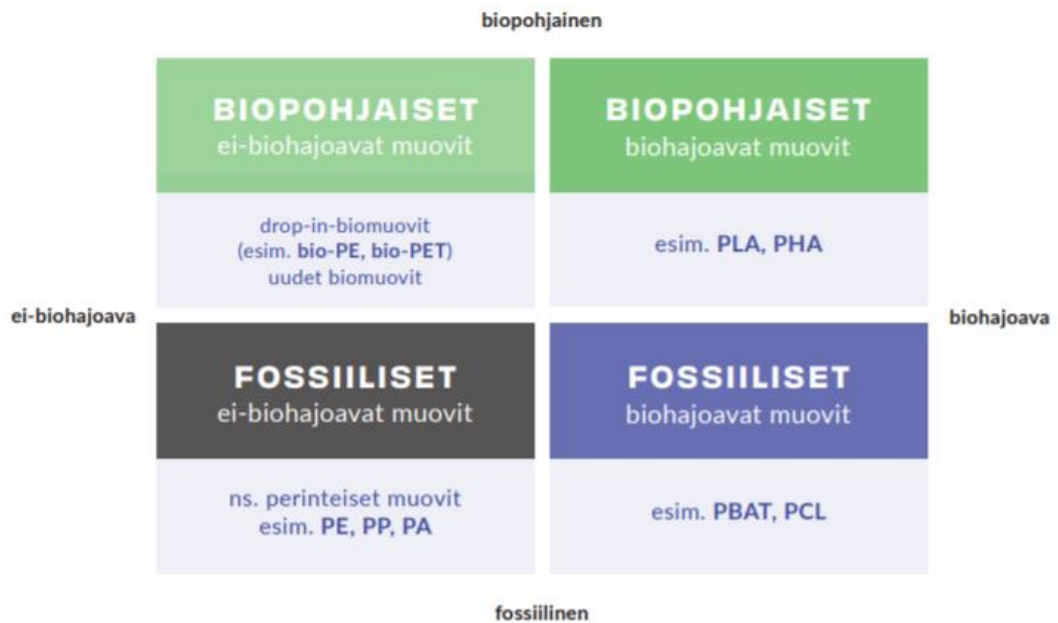 biopohjainen
BIOPOHJAISET
ei-biohajoavat muovit
drop-in-biomuovit
(esim. bio-PE, bio-PET)
uudet biomuovit
BIOPOHJAISET
biohajoavat muovit
esim. PLA, PHA
ei-biohajoava
biohajoava
FOSSIILISET
ei-biohajoavat muovit
ns. perinteiset muovit
esim. PE, PP, PA
FOSSIILISET
biohajoavat muovit
esim. PBAT, PCL
fossiilinen